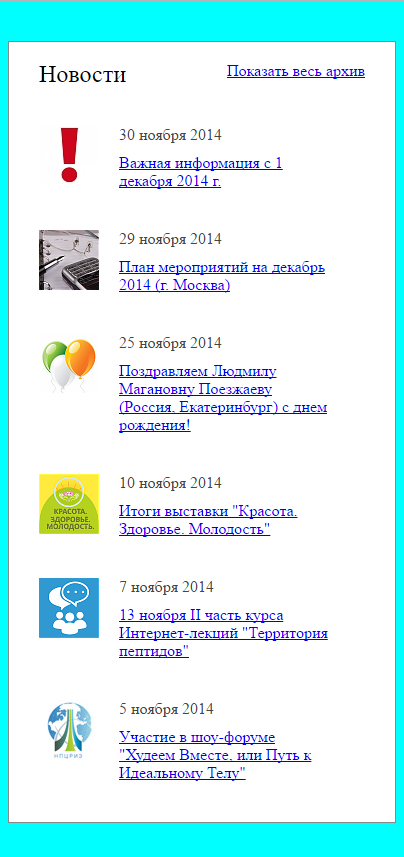 Новости
Показать весь архив
30 ноября 2014
Важная информация с 1
декабря 2014 г.
29 ноября 2014
План мероприятий на декабрь
2014 (г. Москва)
25 ноября 2014
Поздравляем Людмилу
Магановну Поезжаеву
(Россия. Екатеринбург) с днем
рождения!
10 ноября 2014
КРАСОТА.
ЗДОРОВЬЕ.
МОЛОДОСТЬ.
Итоги выставки "Красота.
Здоровье. Молодость"
7 ноября 2014
13 ноября II часть курса
Интернет-лекций "Территория
пептидов"
5 ноября 2014
НПЦРИЗ
Участие в шоу-форуме
"Худеем Вместе, или Путь к
Идеальному Телу"